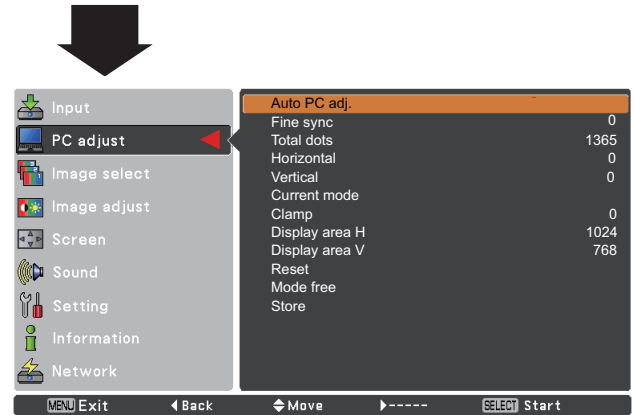 Input
PC adjust
Image select
Image adjust
Screen
Sound
Setting
Information
Network
Auto PC adj.
Fine sync 0
Total dots 1365
Horizontal 0
Vertical 0
Current mode
Clamp 0
Display area H 1024
Display area V 768
Reset
Mode free
Store
MENU Exit Back Move ----- SELECT Start